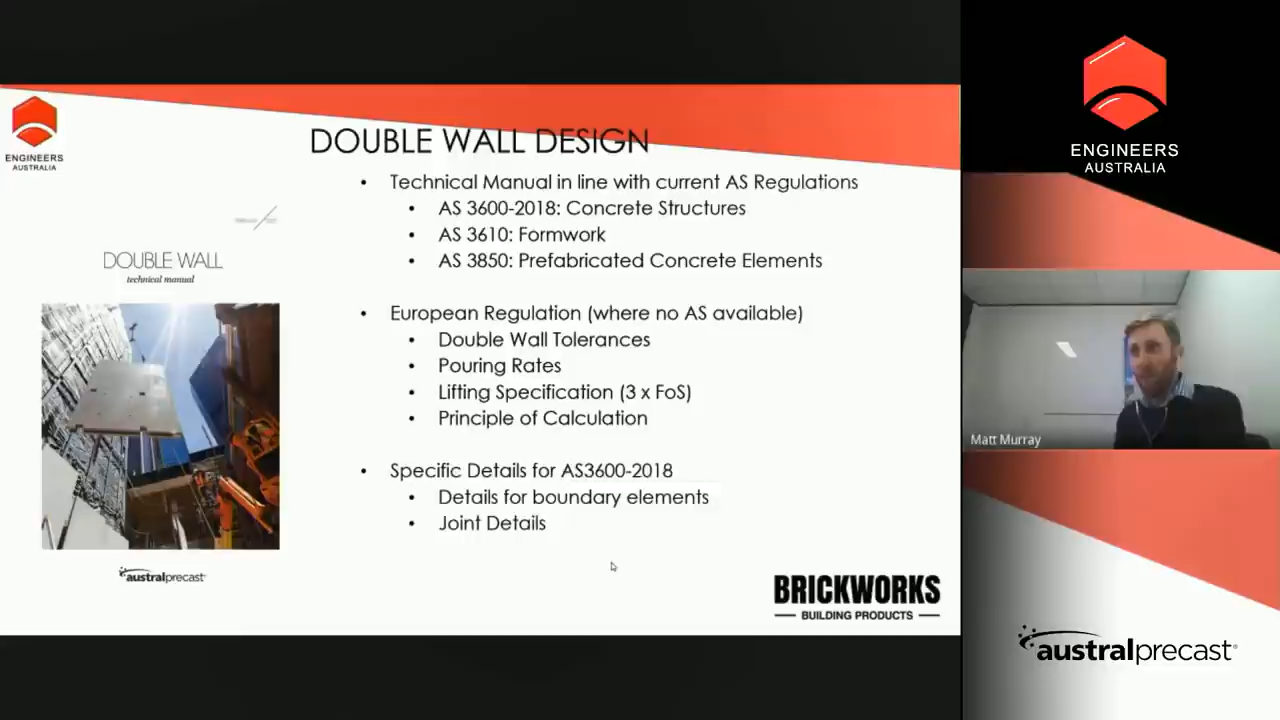 ENGINEERS
AUSTRALIA
DOUBLE WALL
technical manual
australprecast
DOUBLE WALL DESIGN
• Technical Manual in line with current AS Regulations
• AS 3600-2018: Concrete Structures
• AS 3610: Formwork
• AS 3850: Prefabricated Concrete Elements
• European Regulation (where no AS available)
• Double Wall Tolerances
• Pouring Rates
• Lifting Specification (3 x FoS)
• Principle of Calculation
• Specific Details for AS3600-2018
• Details for boundary elements
• Joint Details
BRICKWORKS
BUILDING PRODUCTS
ENGINEERS
AUSTRALIA
Matt Murray
australprecast